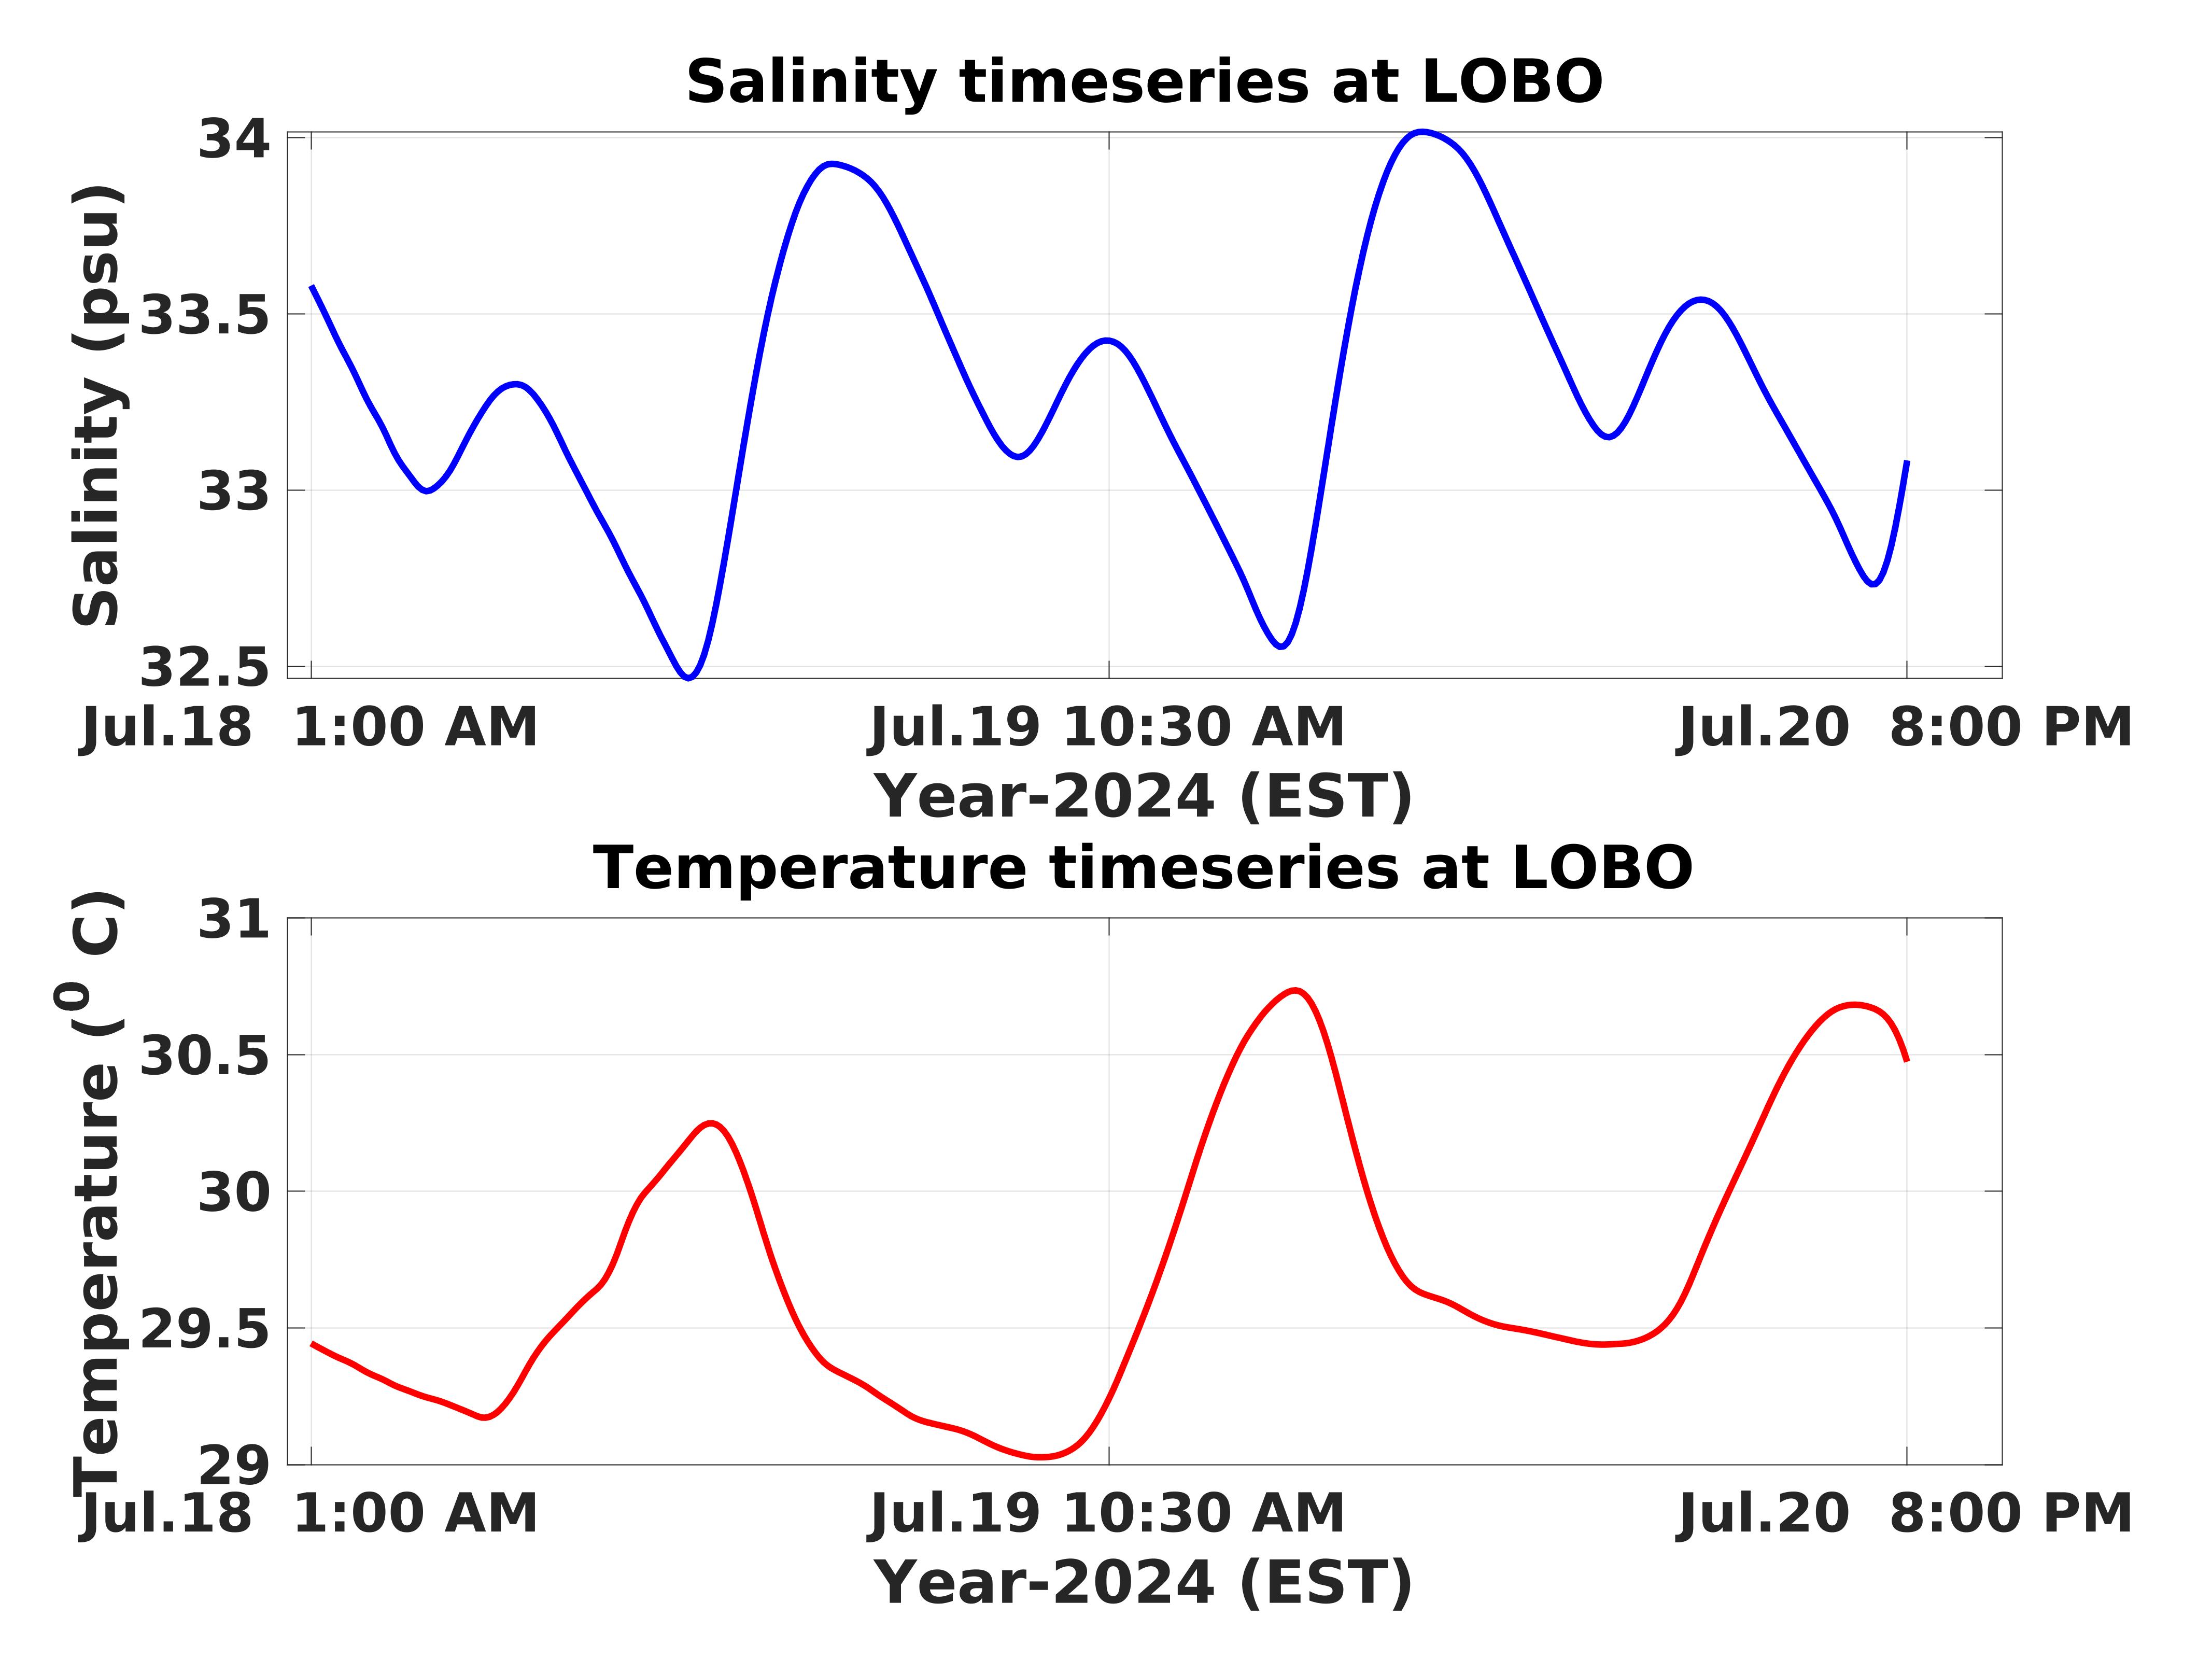 Salinity timeseries at LOBO
Salinity (psu)
34
33.5
33
32.5
Jul.18  1:00 AM
Jul.19 10:30 AM
Jul.20  8:00 PM
Year-2024 (EST)
Temperature timeseries at LOBO
Temperature (⁰ C)
31
30.5
30
29.5
29
Jul.18  1:00 AM
Jul.19 10:30 AM
Jul.20  8:00 PM
Year-2024 (EST)